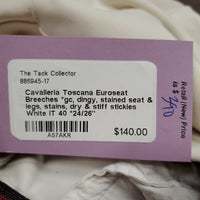 The Tack Collector
886945-17
Cavalleria Toscana Euroseat
Breeches *gc, dingy, stained seat &
legs, stains, dry & stiff stickies
White IT 40 *24/26"
$140.00
A57AKR
Retail (New) Price
is $